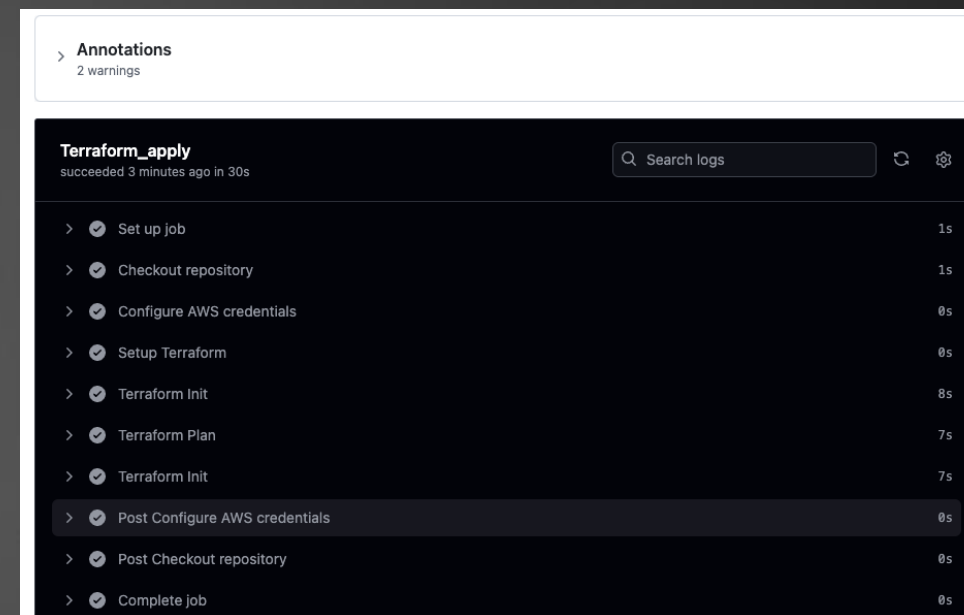 Annotations
2 warnings
Terraform_apply
succeeded 3 minutes ago in 30s
Search logs
Set up job 1s
Checkout repository 1s
Configure AWS credentials 0s
Setup Terraform 0s
Terraform Init 8s
Terraform Plan 7s
Terraform Init 7s
Post Configure AWS credentials 0s
Post Checkout repository 0s
Complete job 0s